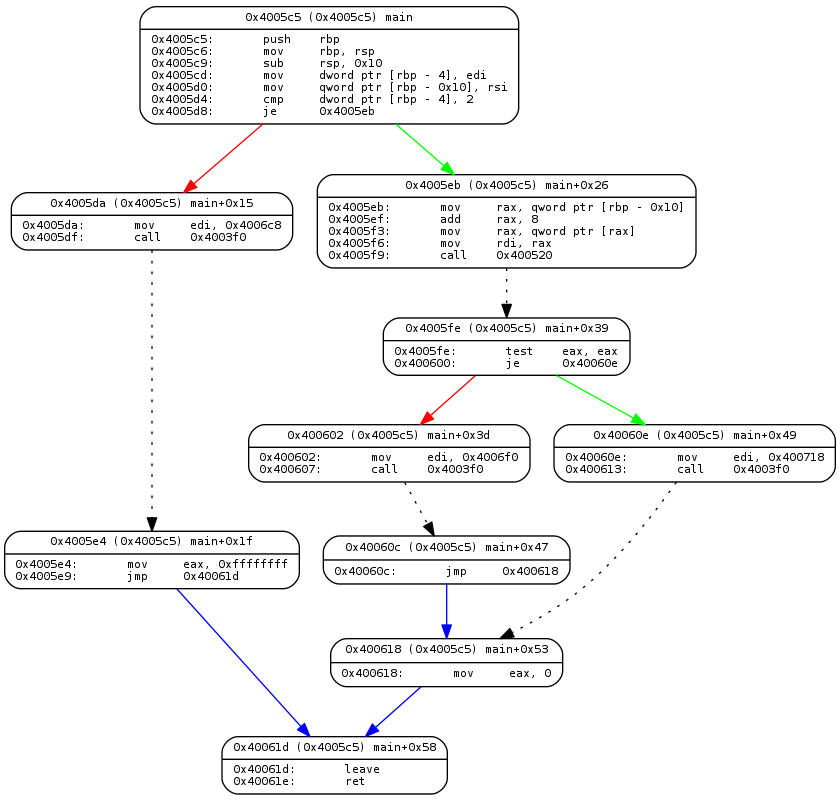 0x4005c5 (0x4005c5) main
0x4005c5: push rbp
0x4005c6: mov rbp, rsp
0x4005c9: sub rsp, 0x10
0x4005cd: mov dword ptr [rbp - 4], edi
0x4005d0: mov qword ptr [rbp - 0x10], rsi
0x4005d4: cmp dword ptr [rbp - 4], 2
0x4005d8: je 0x4005eb
0x4005da (0x4005c5) main+0x15
0x4005da: mov edi, 0x4006c8
0x4005df: call 0x4003f0
0x4005eb (0x4005c5) main+0x26
0x4005eb: mov rax, qword ptr [rbp - 0x10]
0x4005ef: add rax, 8
0x4005f3: mov rax, qword ptr [rax]
0x4005f6: mov rdi, rax
0x4005f9: call 0x400520
0x4005fe (0x4005c5) main+0x39
0x4005fe: test eax, eax
0x400600: je 0x40060e
0x400602 (0x4005c5) main+0x3d
0x400602: mov edi, 0x4006f0
0x400607: call 0x4003f0
0x40060e (0x4005c5) main+0x49
0x40060e: mov edi, 0x400718
0x400613: call 0x4003f0
0x4005e4 (0x4005c5) main+0x1f
0x4005e4: mov eax, 0xffffffff
0x4005e9: jmp 0x40061d
0x40060c (0x4005c5) main+0x47
0x40060c: jmp 0x400618
0x400618 (0x4005c5) main+0x53
0x400618: mov eax, 0
0x40061d (0x4005c5) main+0x58
0x40061d: leave
0x40061e: ret